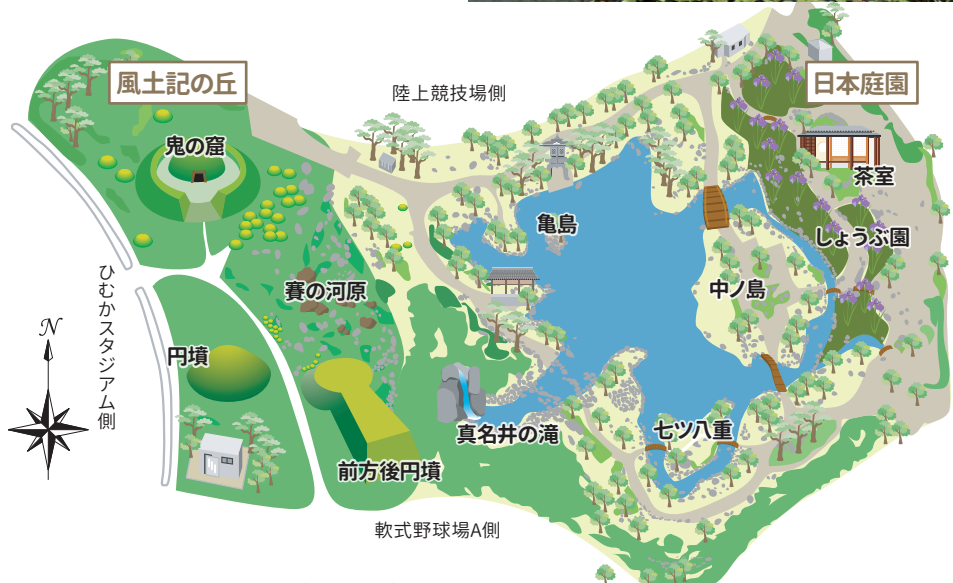 風土記の丘
日本庭園
陸上競技場側
鬼の窟
茶室
亀島
しょうぶ園
ひむかスタジアム側
賽の河原
中ノ島
N
円墳
真名井の滝
七ツ八重
前方後円墳
軟式野球場A側